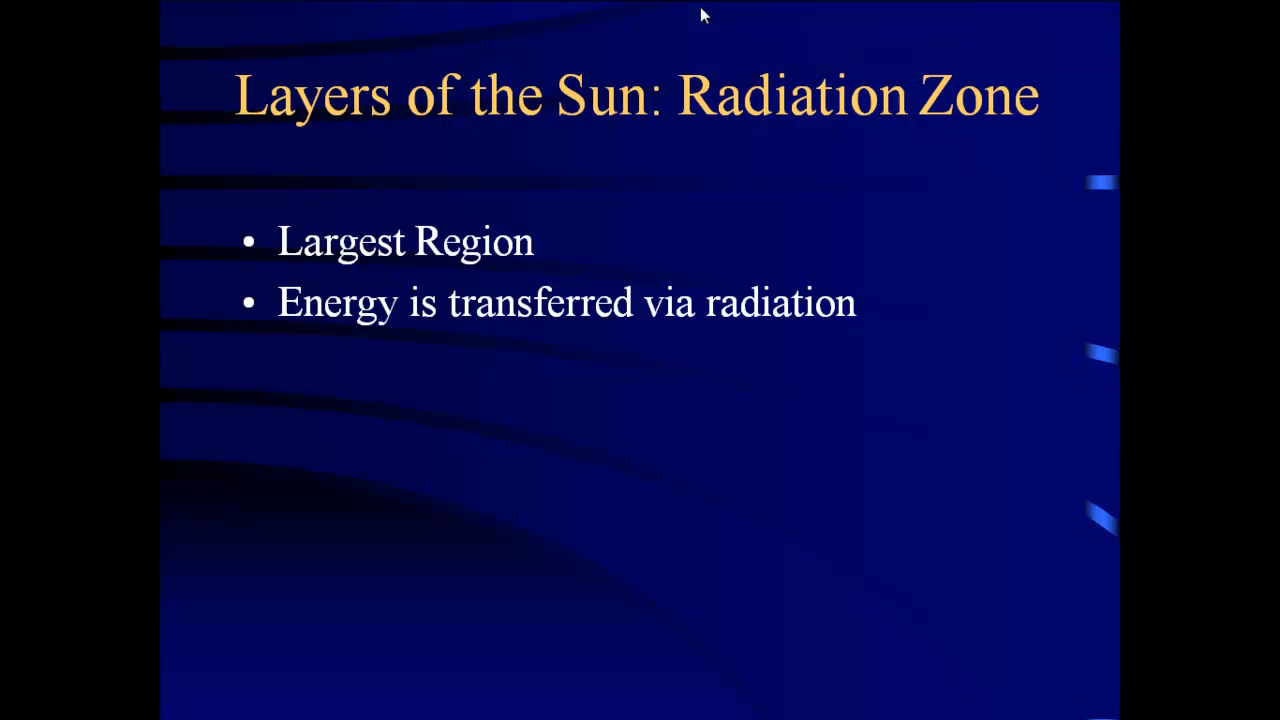 Layers of the Sun: Radiation Zone
• Largest Region
• Energy is transferred via radiation